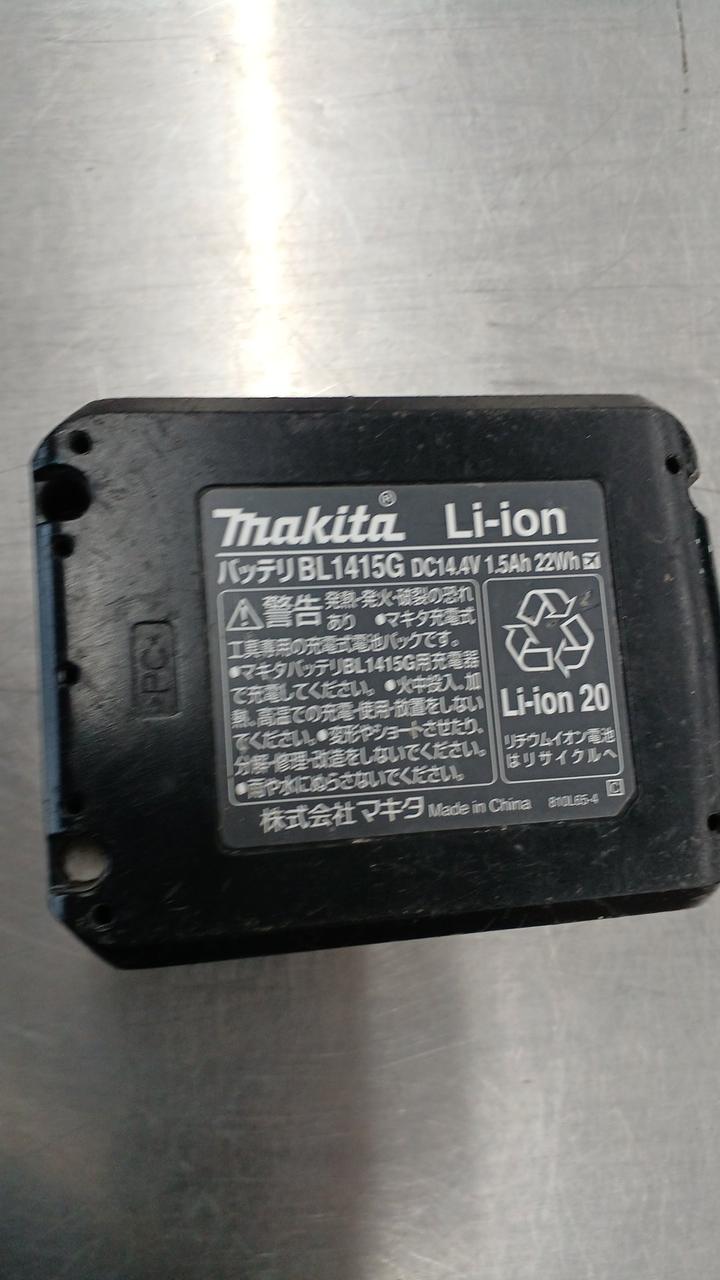 makita® Li-ion
バッテリBL1415G DC14.4V 1.5Ah 22Wh
警告 発熱・発火・破裂の恐れ
あり ●マキタ充電式
工具専用の充電式電池パックです。
●マキタバッテリBL1415G用充電器
で充電してください。●火中投入、加
熱、高温での充電・使用・放置をしない
でください。●変形やショートさせたり、
分解・修理・改造をしないでください。
●雨や水にぬらさないでください。
Li-ion 20
リチウムイオン電池
はリサイクルへ
株式会社マキタ Made in China 810L65-4 C
>PC<